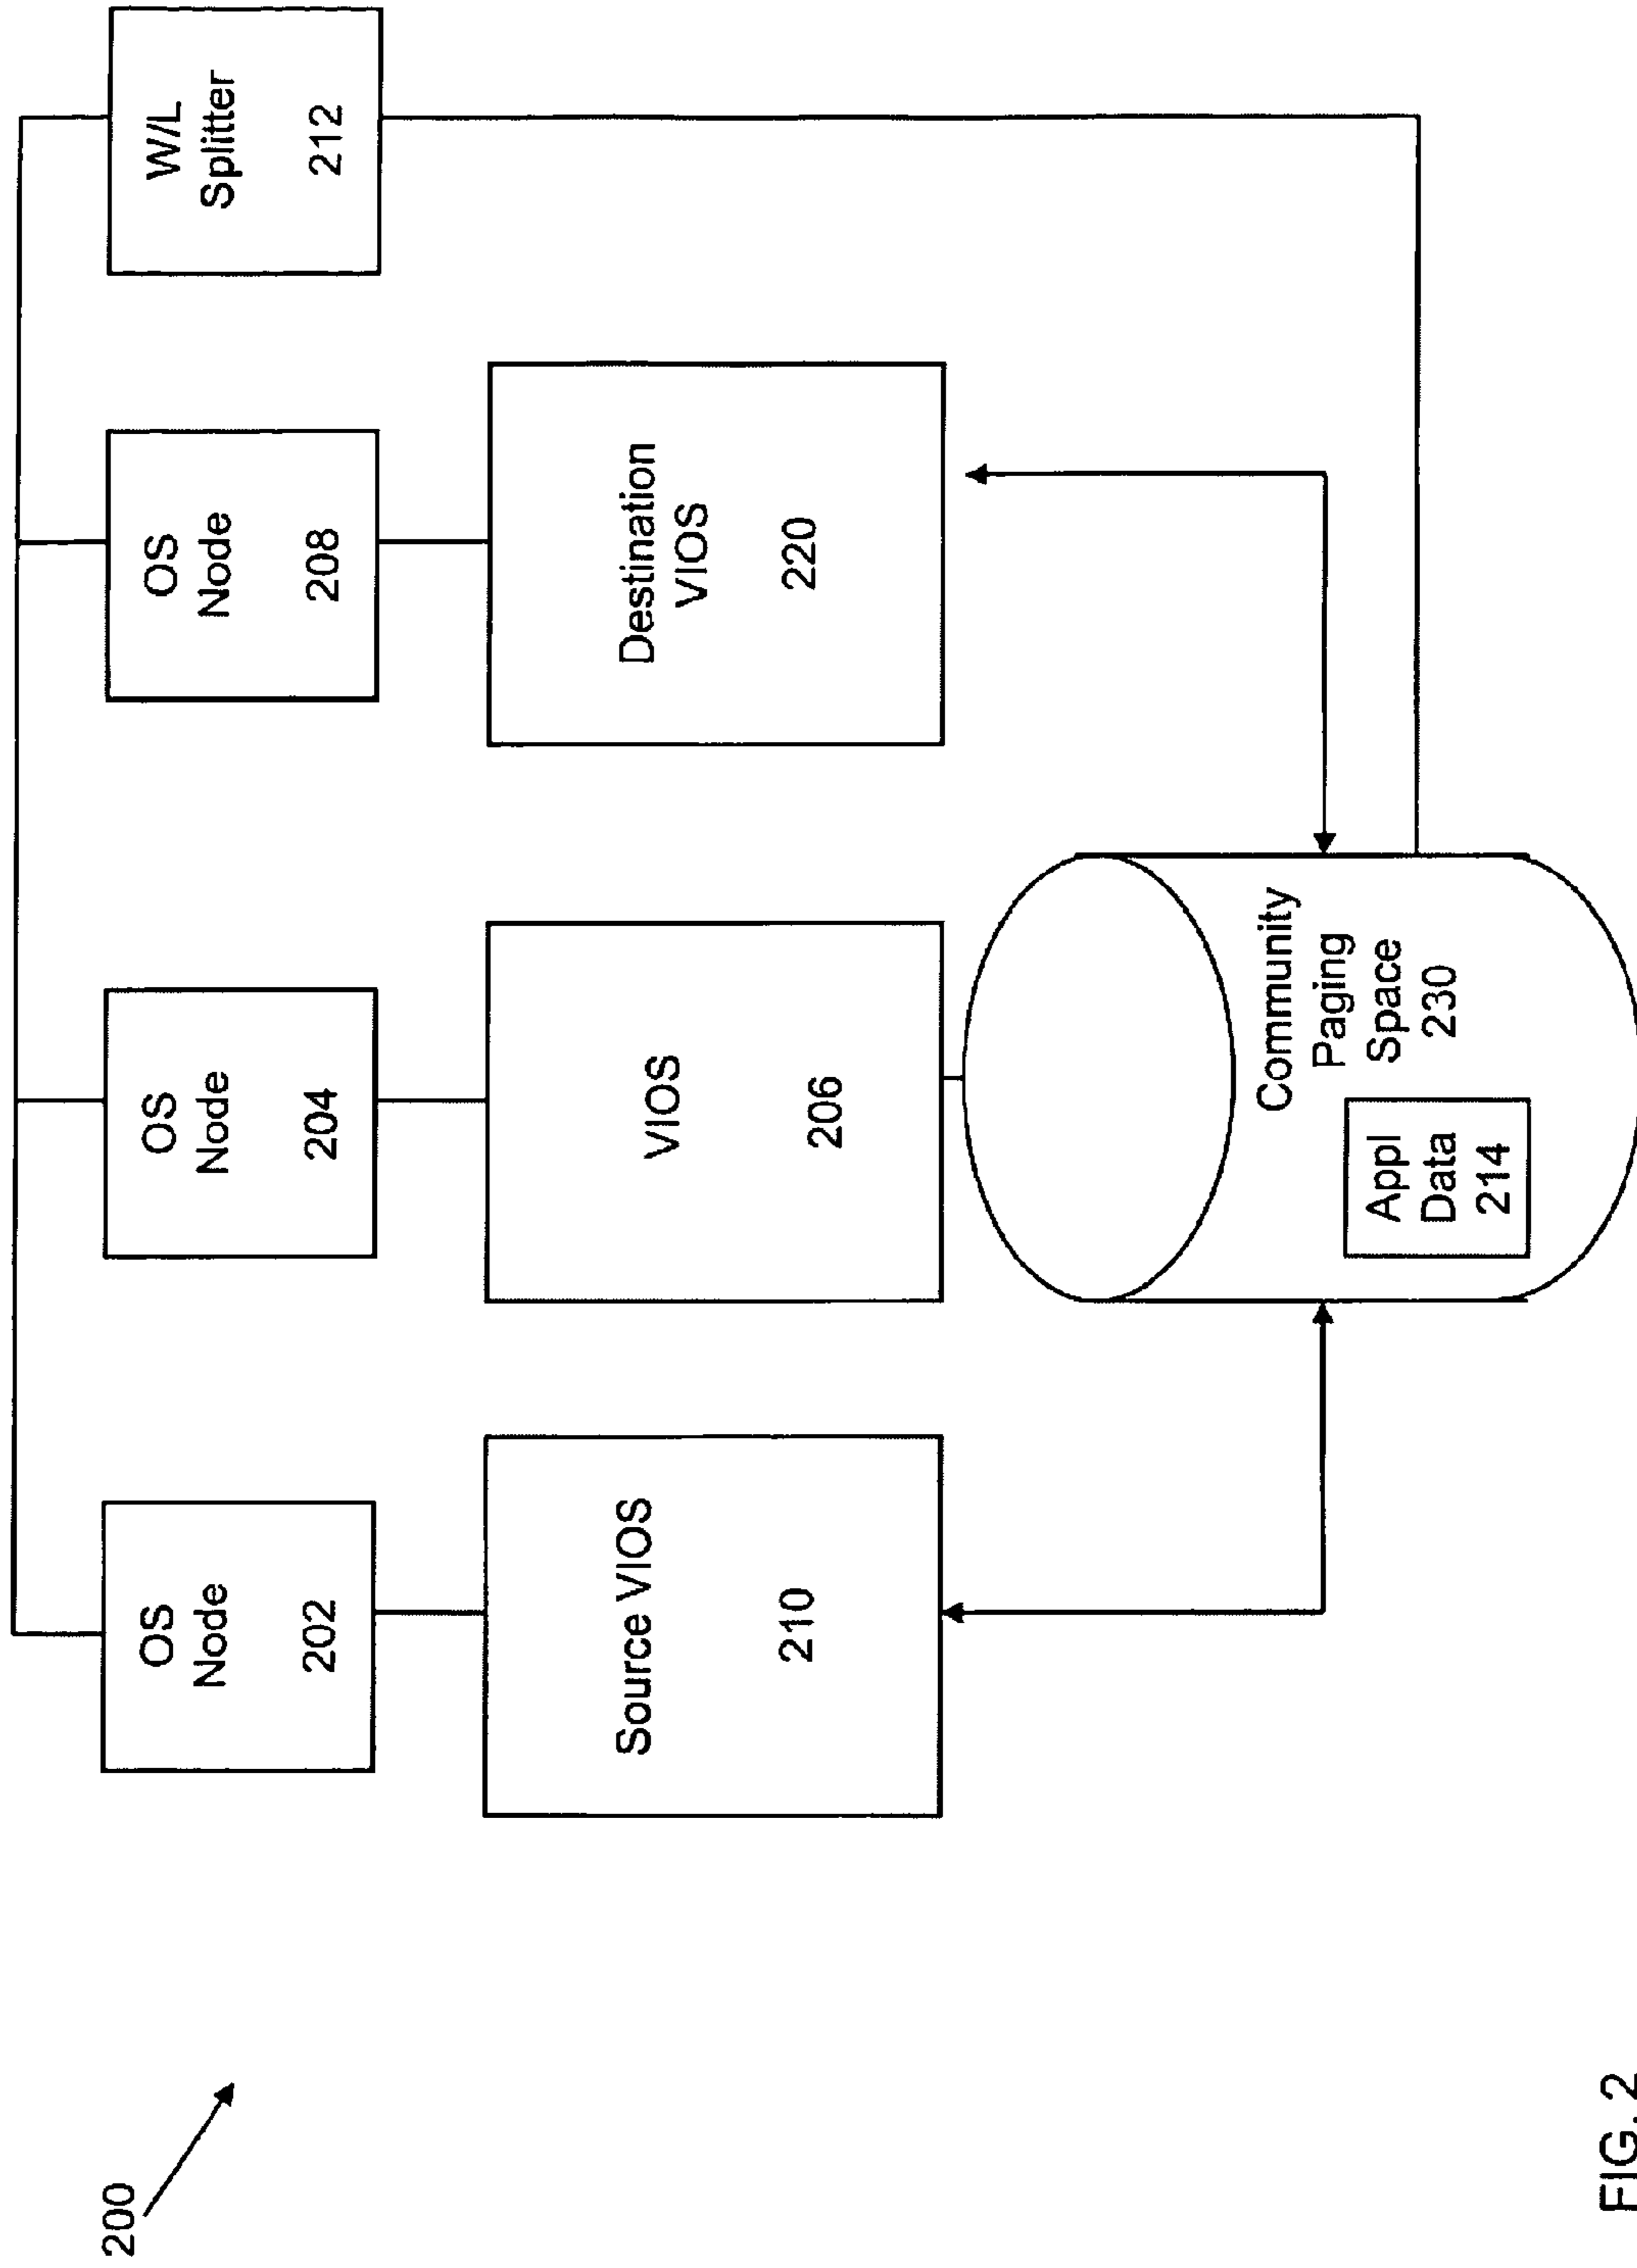 200
OS
Node
202
OS
Node
204
OS
Node
208
W/L
Splitter
212
Source VIOS
210
VIOS
206
Destination
VIOS
220
Community
Paging
Space
230
Appl
Data
214
FIG. 2